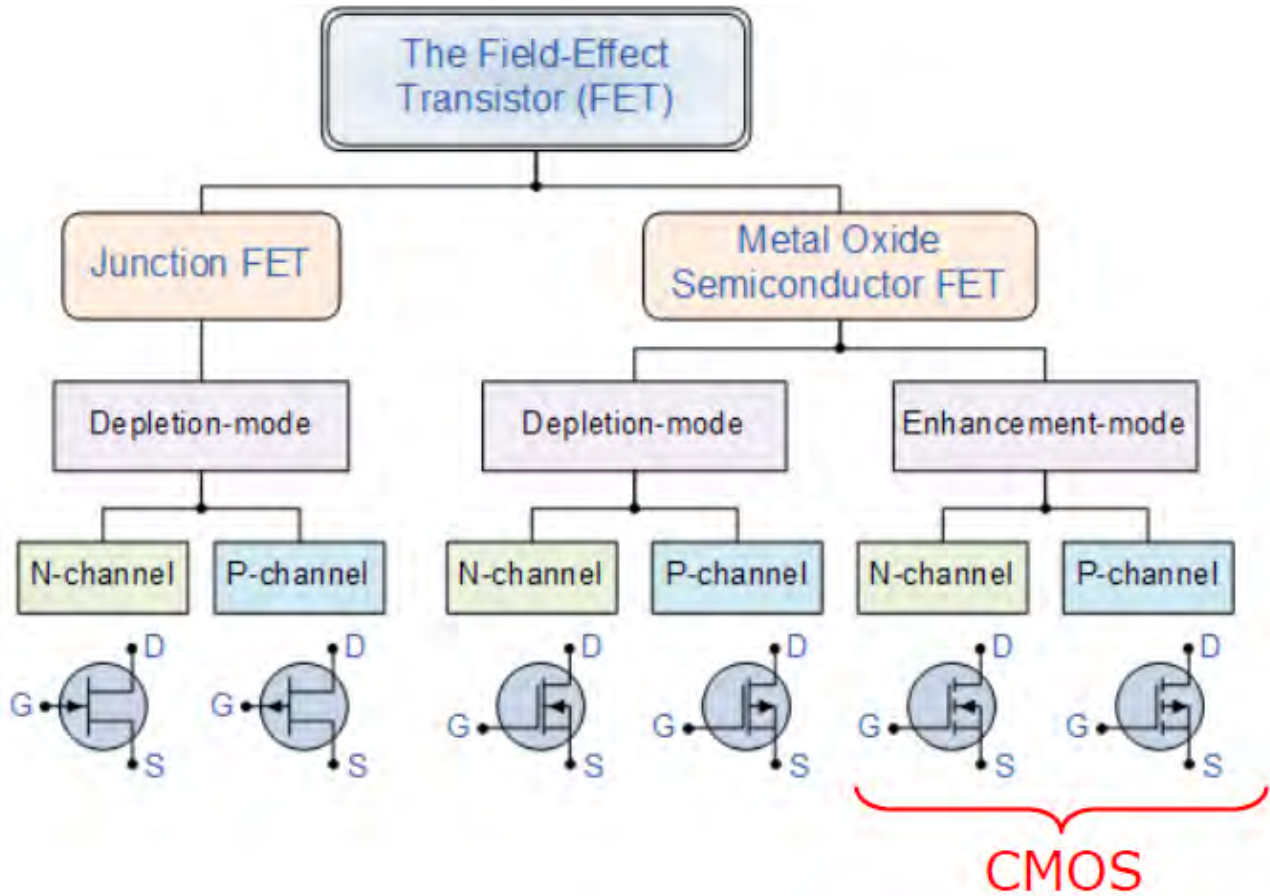 The Field-Effect
Transistor (FET)
Junction FET
Metal Oxide
Semiconductor FET
Depletion-mode
Depletion-mode
Enhancement-mode
N-channel
P-channel
N-channel
P-channel
N-channel
P-channel
D
D
D
D
D
D
G
G
G
G
G
G
S
S
S
S
S
S
CMOS